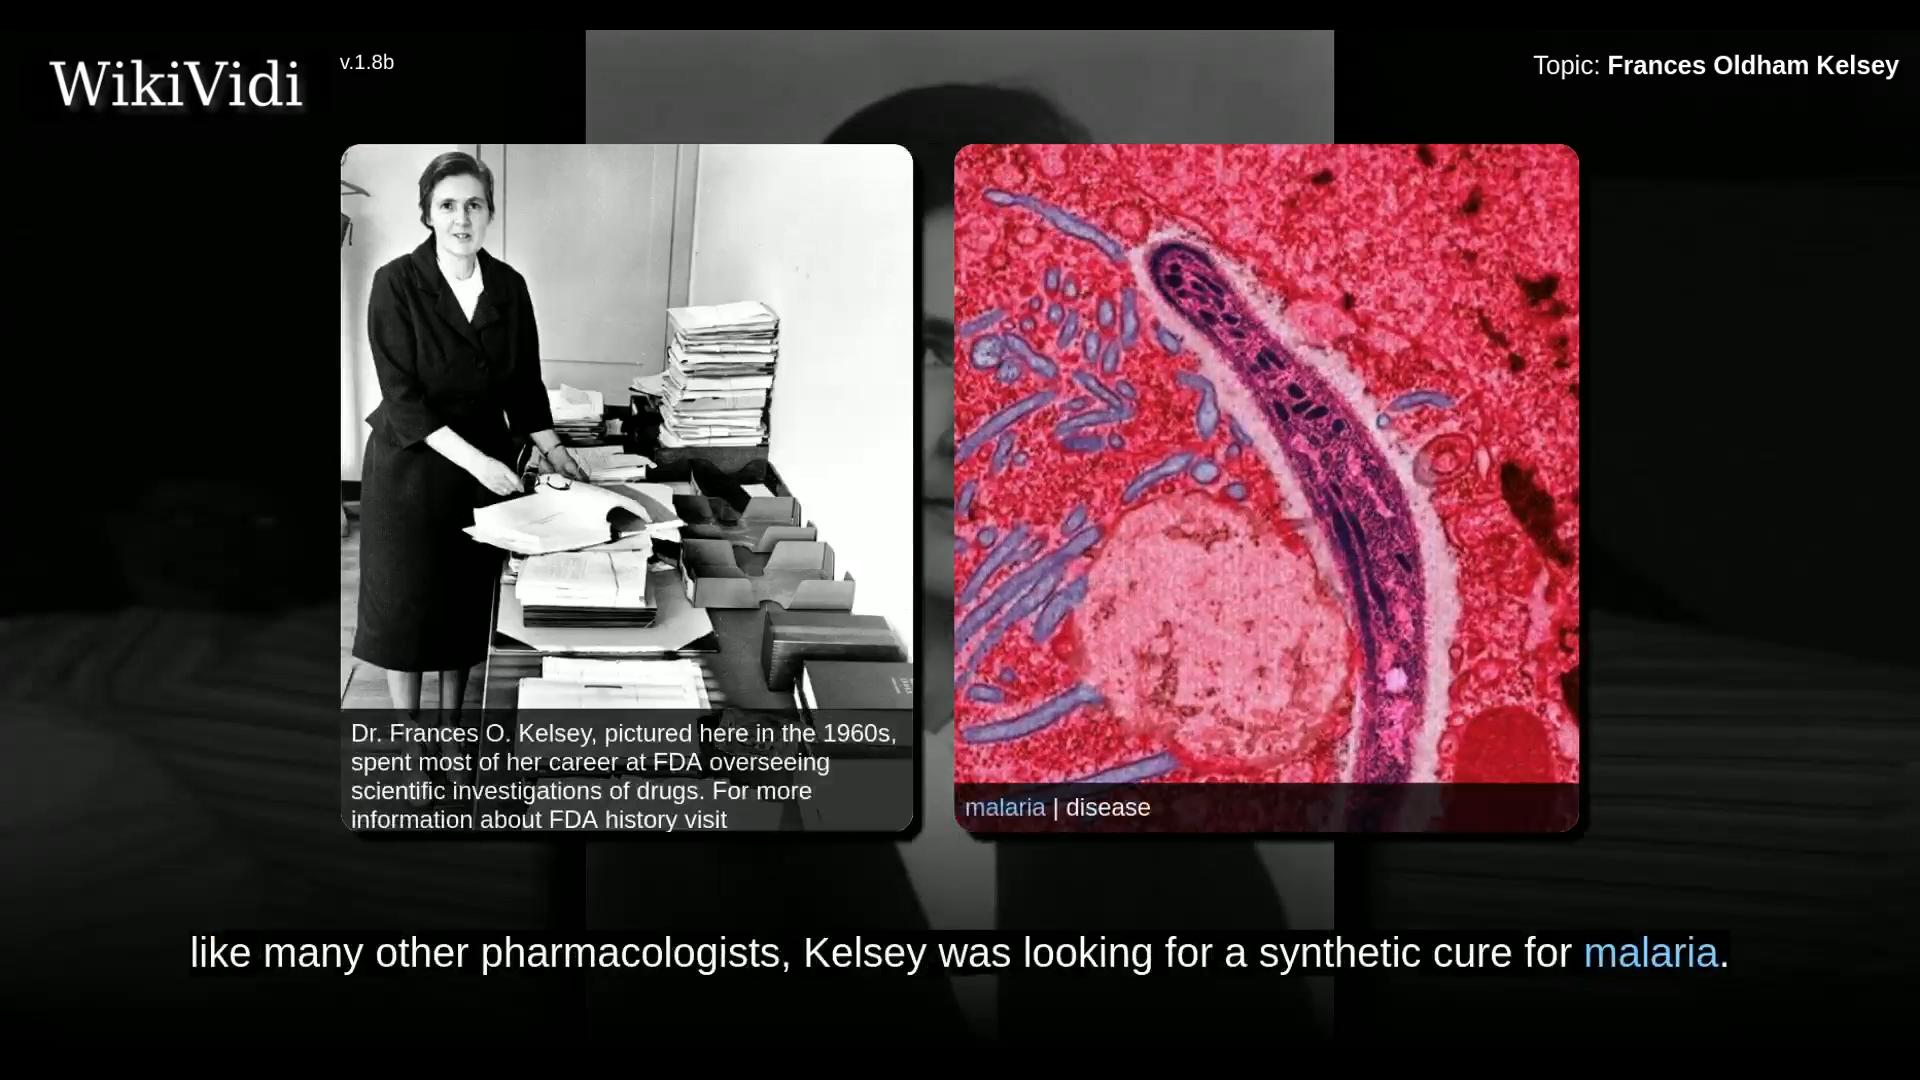 WikiVidi
v.1.8b
Topic: Frances Oldham Kelsey
Dr. Frances O. Kelsey, pictured here in the 1960s,
spent most of her career at FDA overseeing
scientific investigations of drugs. For more
information about FDA history visit
malaria | disease
like many other pharmacologists, Kelsey was looking for a synthetic cure for malaria.